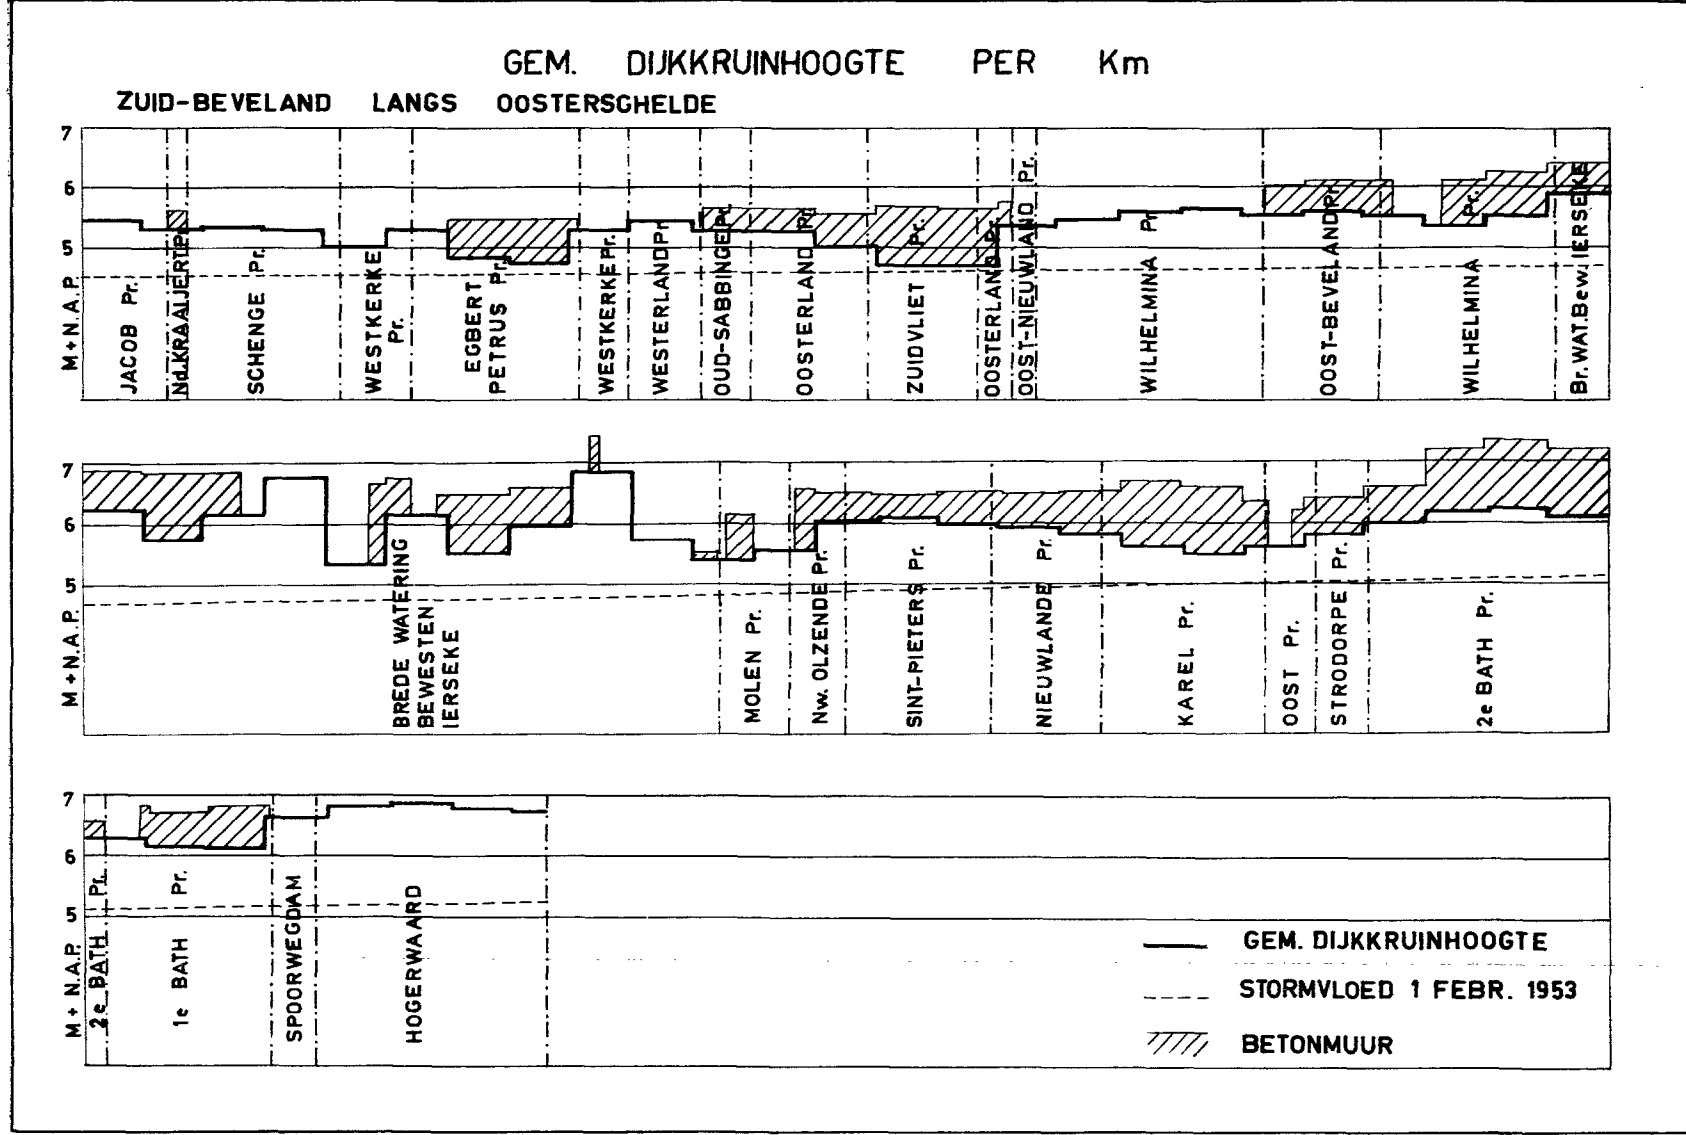 GEM. DIJKKRUINHOOGTE PER Km
ZUID-BEVELAND LANGS OOSTERSCHELDE
7
6
5
M+N.A.P.
JACOB Pr.
Nd.KRAAIJERT Pr.
SCHENGE Pr.
WESTKERKE
Pr.
EGBERT
PETRUS Pr.
WESTKERKE Pr.
WESTERLAND Pr.
OUD-SABBINGE Pr.
OOSTERLAND Pr.
ZUIDVLIET Pr.
OOSTERLAND Pr.
OOST-NIEUWLAND Pr.
WILHELMINA Pr.
OOST-BEVELAND Pr.
WILHELMINA Pr.
Br.WAT.Bew.IERSEKE
7
6
5
M+N.A.P.
BREDE WATERING
BEWESTEN
IERSEKE
MOLEN Pr.
Nw.OLZENDE Pr.
SINT-PIETERS Pr.
NIEUWLANDE Pr.
KAREL Pr.
OOST Pr.
STRODORPE Pr.
2e BATH Pr.
7
6
5
M+N.A.P.
2e BATH Pr.
1e BATH Pr.
SPOORWEGDAM
HOGERWAARD
GEM. DIJKKRUINHOOGTE
STORMVLOED 1 FEBR. 1953
BETONMUUR